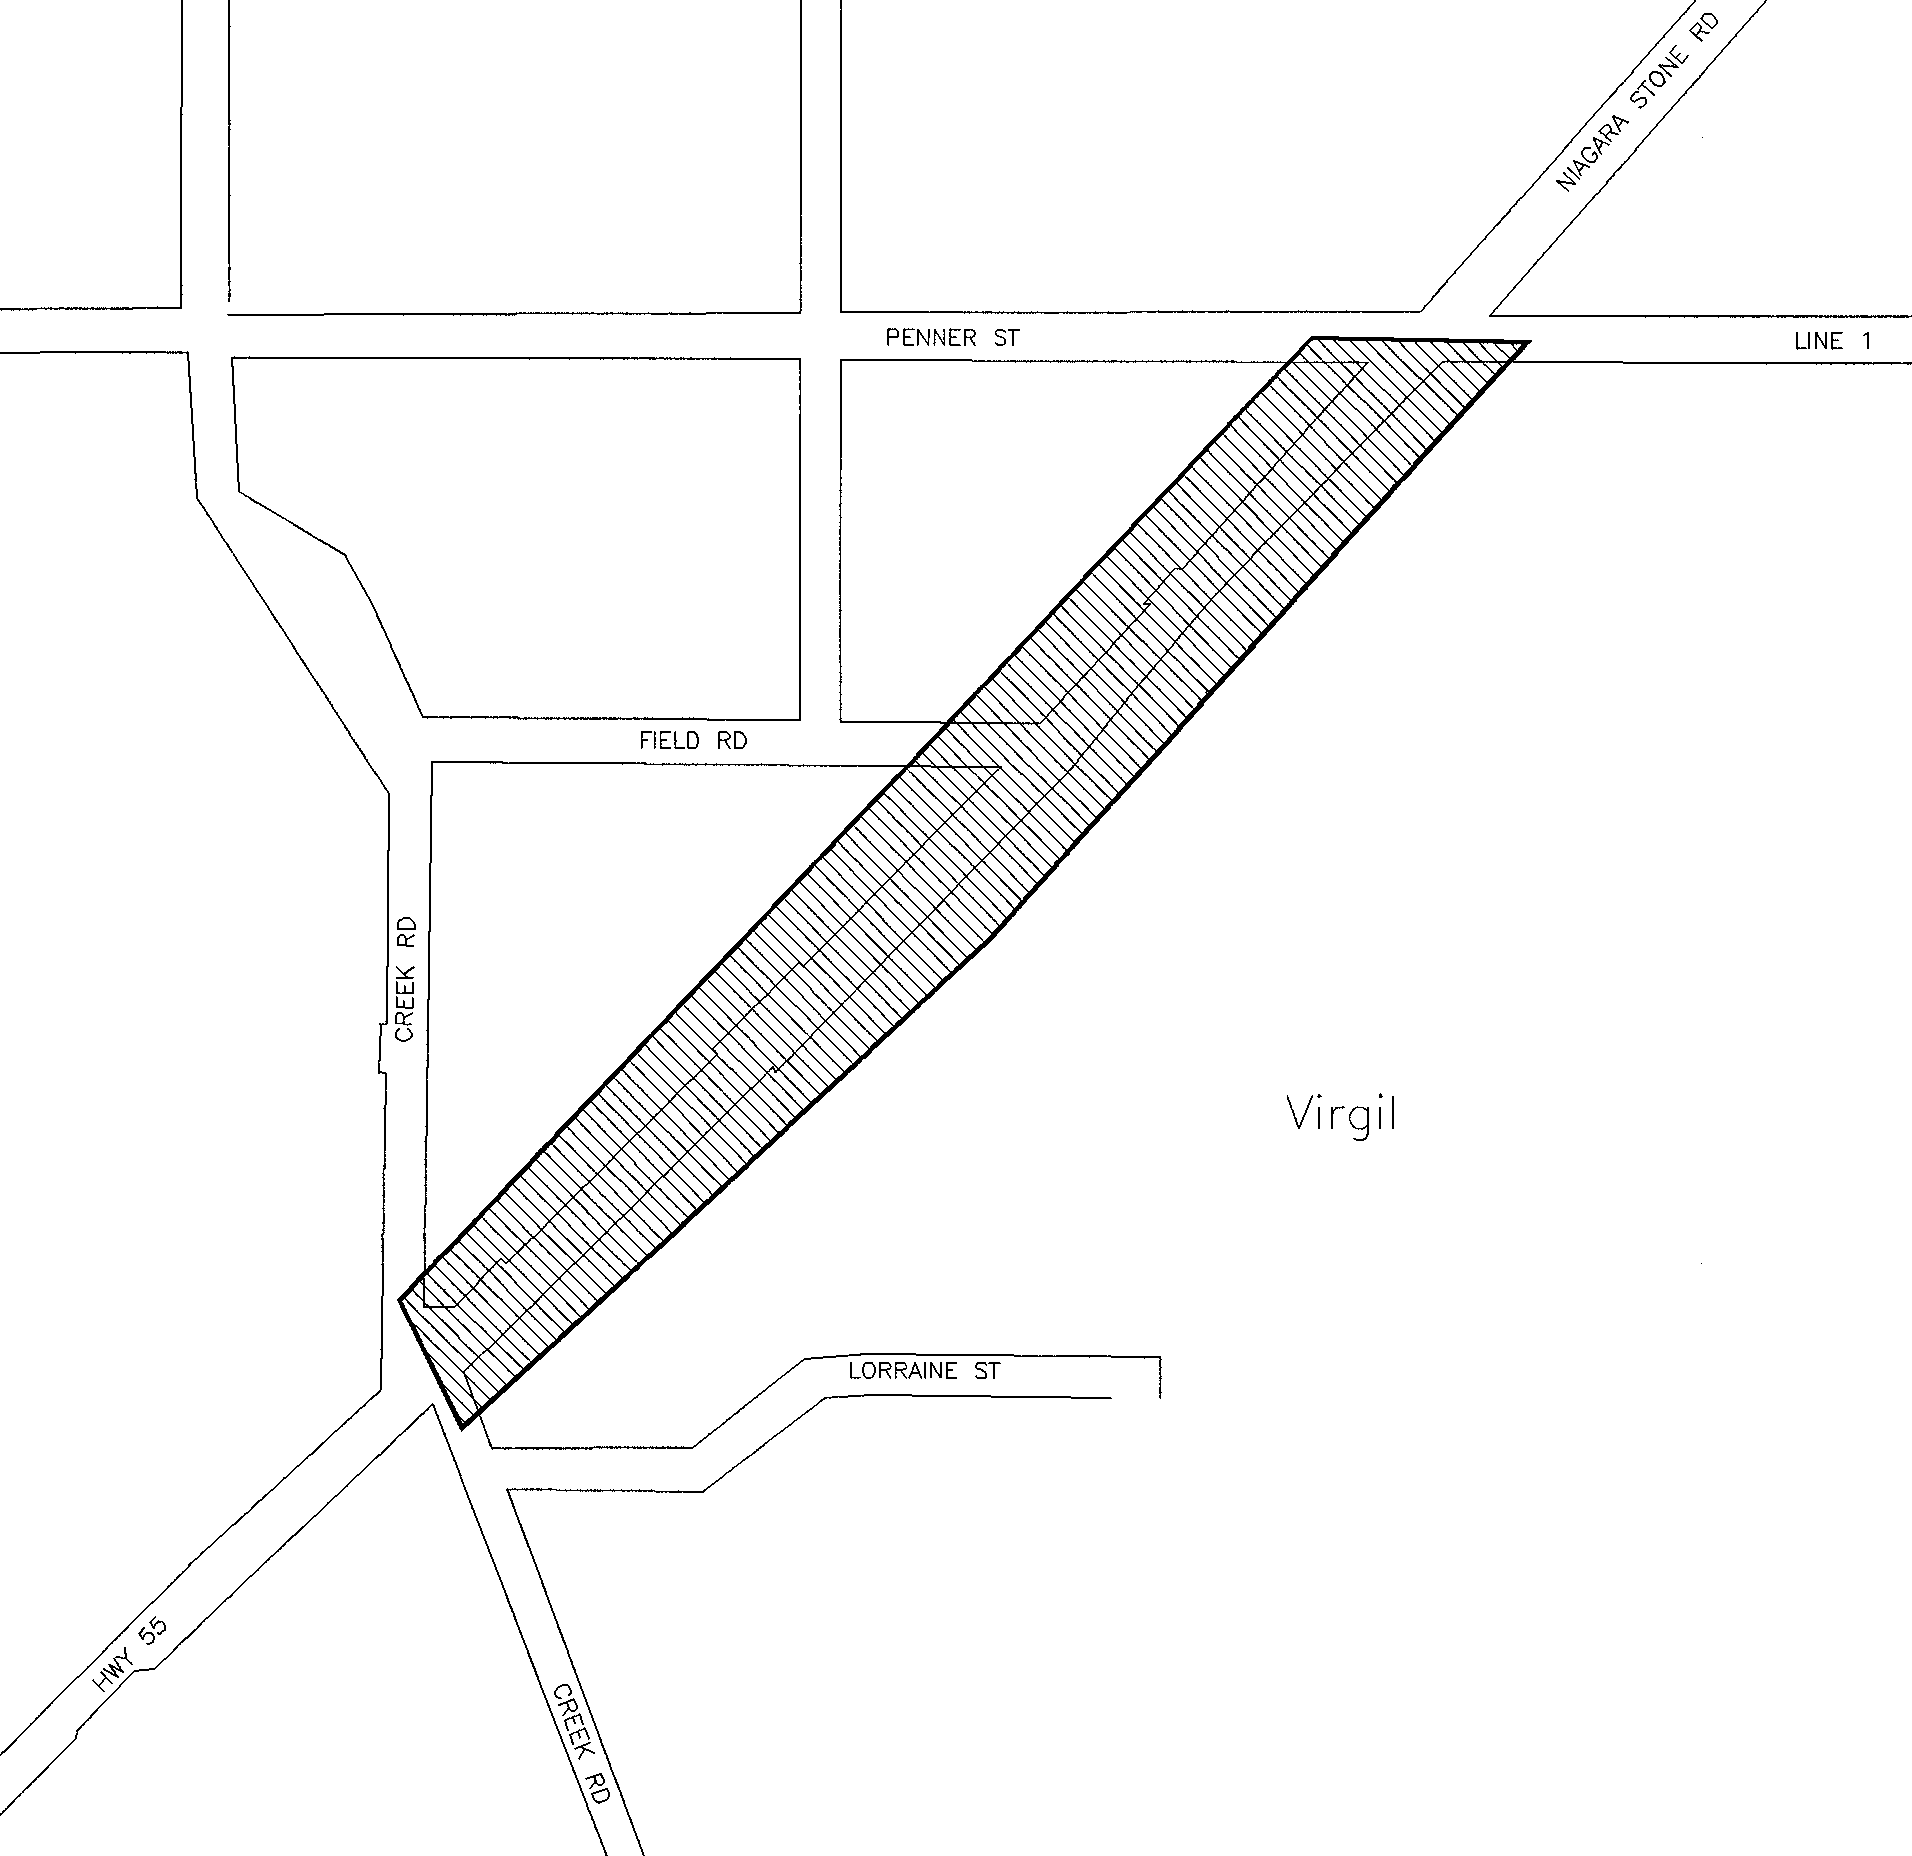 NIAGARA STONE RD
PENNER ST
LINE 1
FIELD RD
CREEK RD
Virgil
LORRAINE ST
HWY 55
CREEK RD